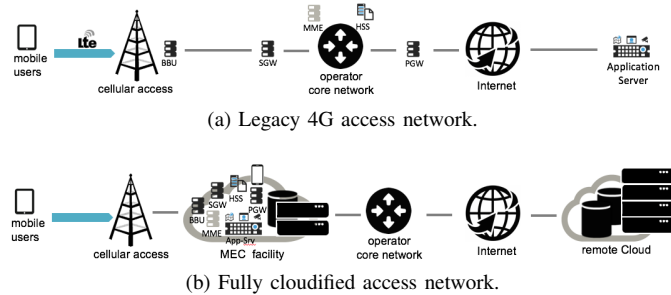 MME HSS
Lte
mobile
users
BBU
SGW
PGW
cellular access
operator
core network
Internet
Application
Server
(a) Legacy 4G access network.
SGW
HSS
PGW
BBU
MME
App-Srv
mobile
users
cellular access
MEC facility
operator
core network
Internet
remote Cloud
(b) Fully cloudified access network.